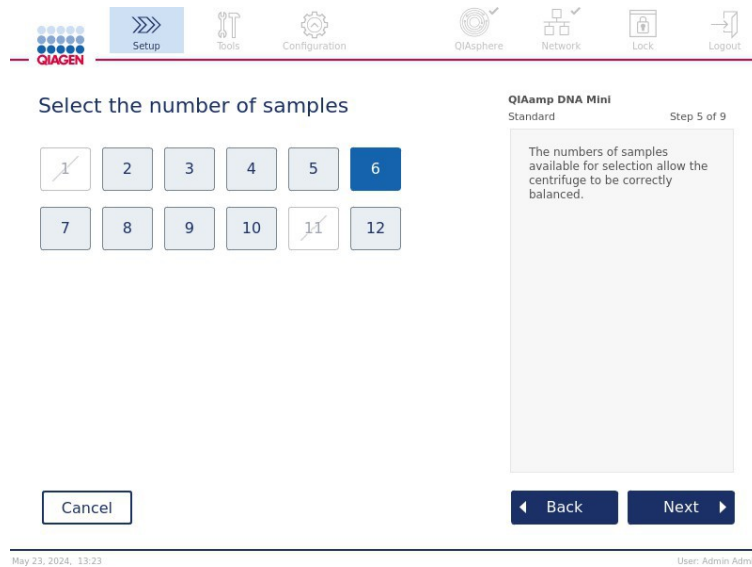 QIAGEN
Setup
Tools
Configuration
QIAsphere
Network
Lock
Logout
Select the number of samples
1 2 3 4 5 6
7 8 9 10 11 12
QIAamp DNA Mini
Standard Step 5 of 9
The numbers of samples
available for selection allow the
centrifuge to be correctly
balanced.
Cancel
Back
Next
May 23, 2024, 13:23
User: Admin Adm